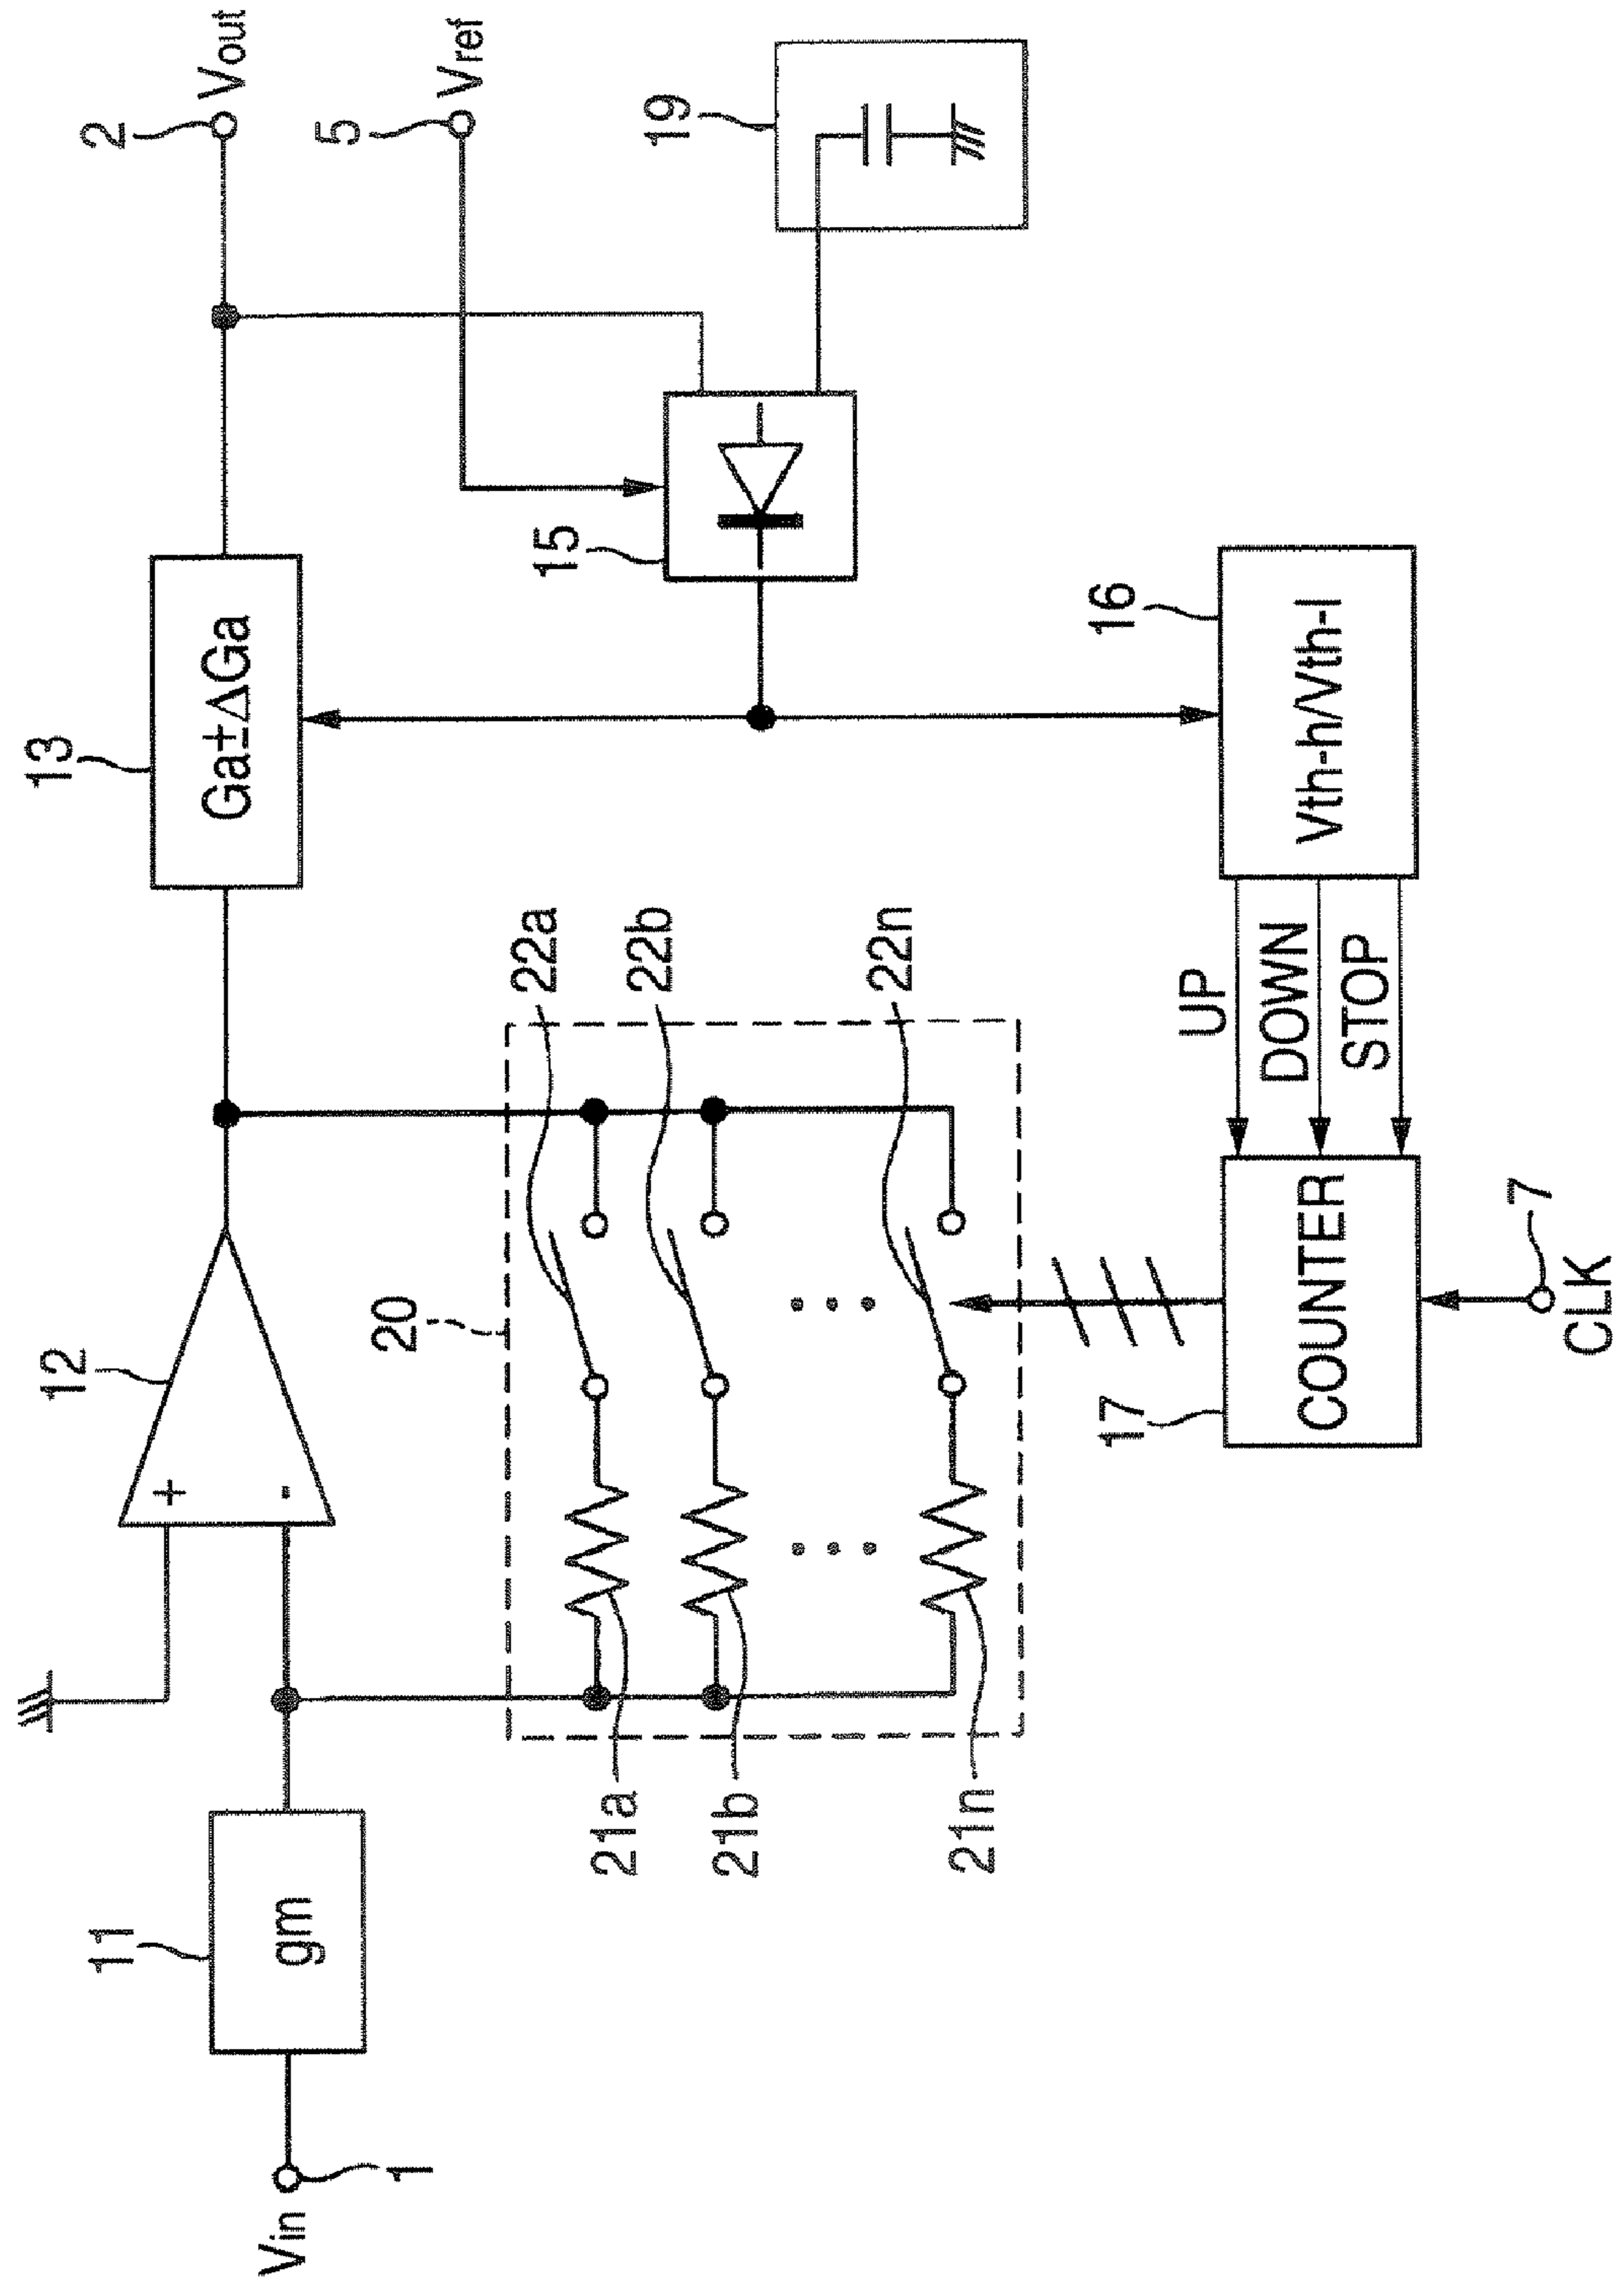 Vin
1
11
gm
12
+
-
13
Ga±ΔGa
2
Vout
5
Vref
15
19
20
21a
21b
21n
22a
22b
22n
16
Vth-h/Vth-l
UP
DOWN
STOP
17
COUNTER
7
CLK